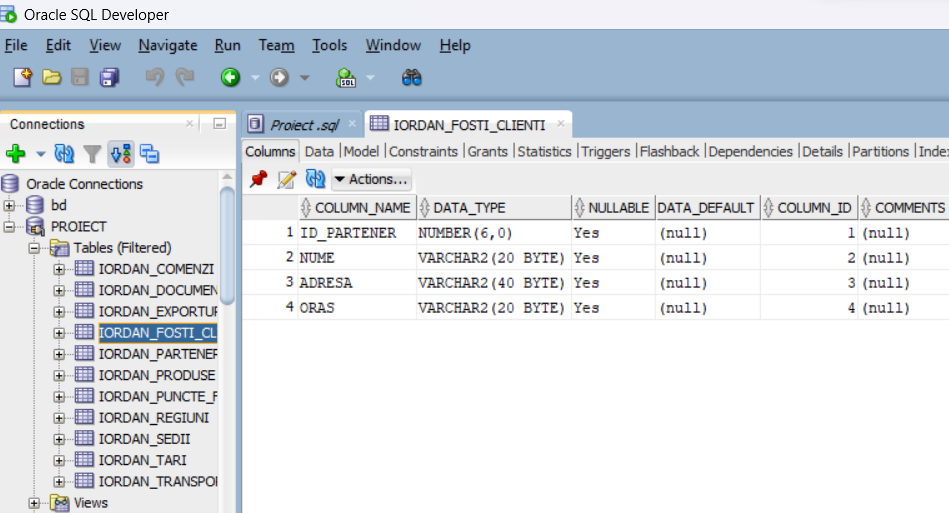 Oracle SQL Developer
File Edit View Navigate Run Team Tools Window Help
SQL
Connections
Oracle Connections
bd
PROIECT
Tables (Filtered)
IORDAN_COMENZI
IORDAN_DOCUMEN
IORDAN_EXPORTUF
IORDAN_FOSTI_CL
IORDAN_PARTENEF
IORDAN_PRODUSE
IORDAN_PUNCTE_F
IORDAN_REGIUNI
IORDAN_SEDII
IORDAN_TARI
IORDAN_TRANSPOI
Views
Proiect .sql IORDAN_FOSTI_CLIENTI
Columns Data Model Constraints Grants Statistics Triggers Flashback Dependencies Details Partitions Index
Actions...
COLUMN_NAME DATA_TYPE NULLABLE DATA_DEFAULT COLUMN_ID COMMENTS
1 ID_PARTENER NUMBER(6,0) Yes (null) 1 (null)
2 NUME VARCHAR2(20 BYTE) Yes (null) 2 (null)
3 ADRESA VARCHAR2(40 BYTE) Yes (null) 3 (null)
4 ORAS VARCHAR2(20 BYTE) Yes (null) 4 (null)